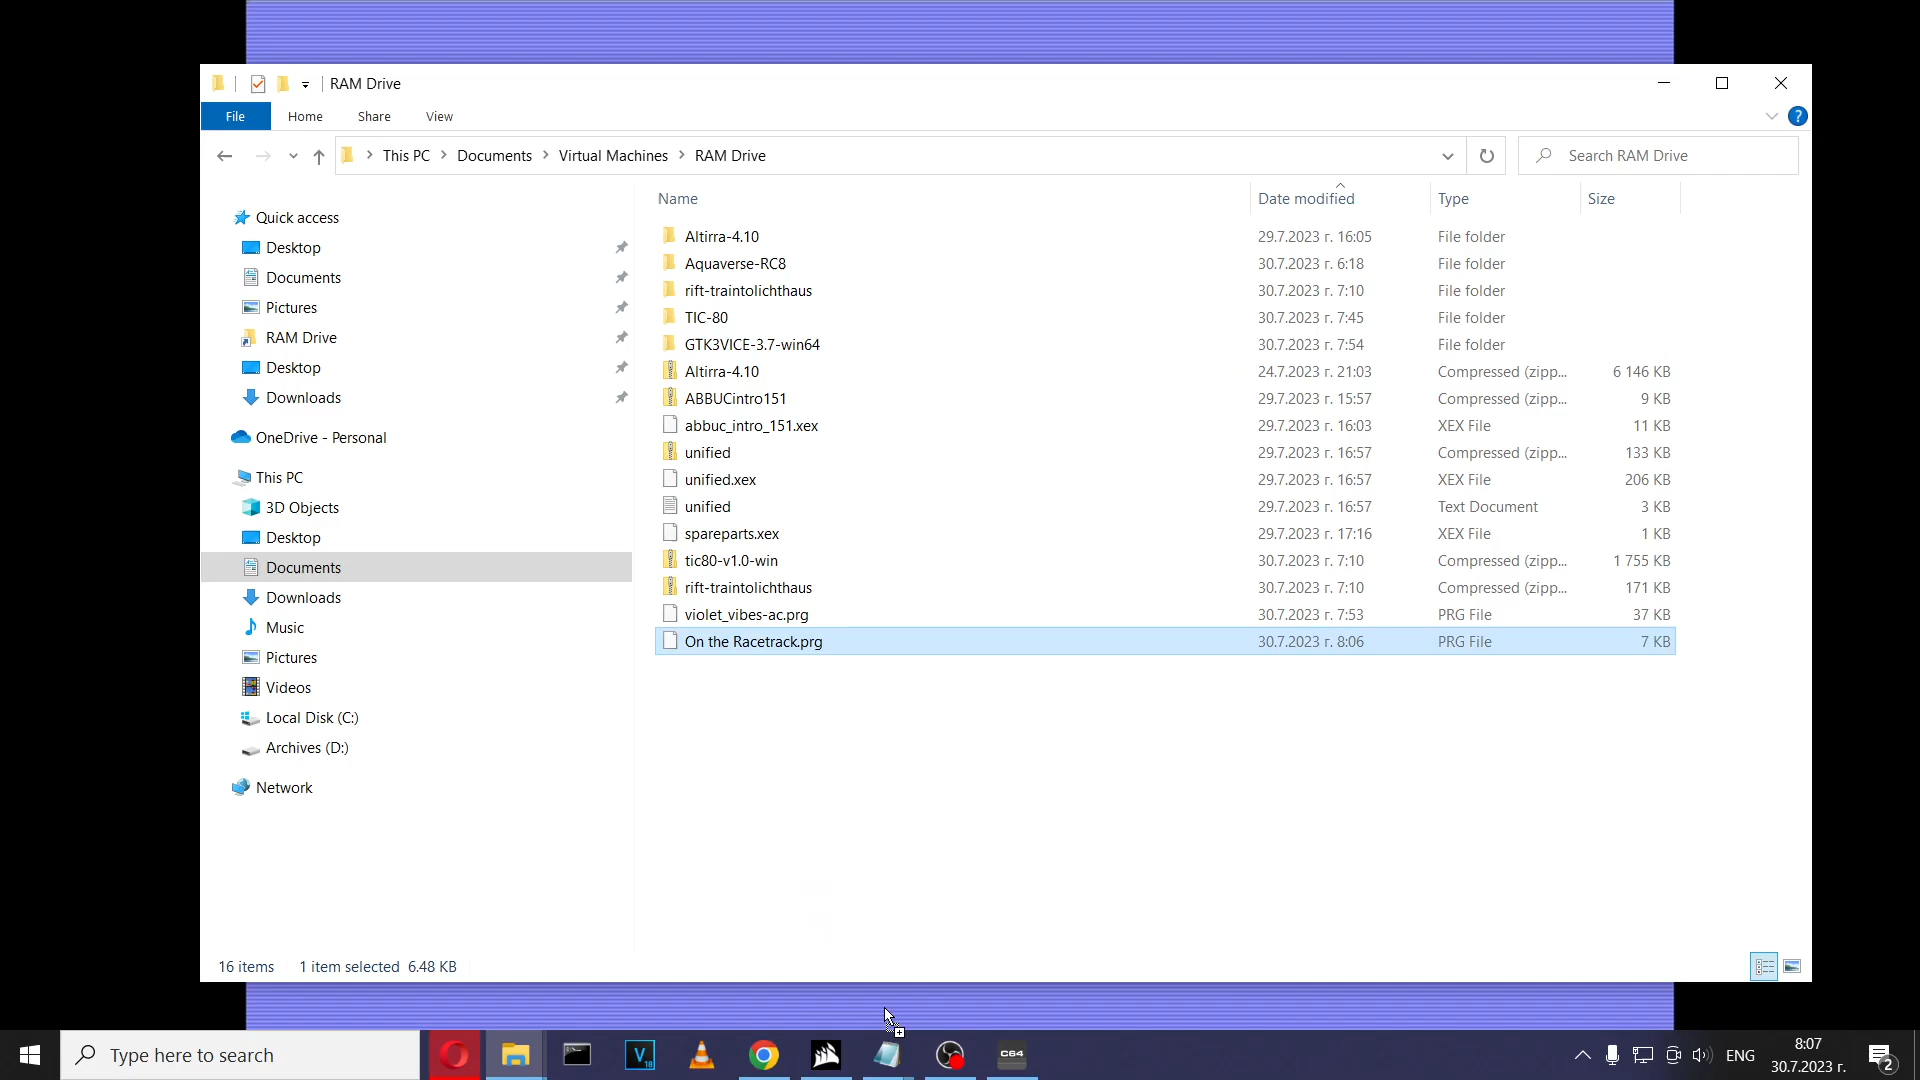 RAM Drive
File Home Share View ?
This PC Documents Virtual Machines RAM Drive Search RAM Drive
Name Date modified Type Size
Quick access
Desktop
Documents
Pictures
RAM Drive
Desktop
Downloads
OneDrive - Personal
This PC
3D Objects
Desktop
Documents
Downloads
Music
Pictures
Videos
Local Disk (C:)
Archives (D:)
Network
Altirra-4.10 29.7.2023 г. 16:05 File folder
Aquaverse-RC8 30.7.2023 г. 6:18 File folder
rift-traintolichthaus 30.7.2023 г. 7:10 File folder
TIC-80 30.7.2023 г. 7:45 File folder
GTK3VICE-3.7-win64 30.7.2023 г. 7:54 File folder
Altirra-4.10 24.7.2023 г. 21:03 Compressed (zipp... 6 146 KB
ABBUCintro151 29.7.2023 г. 15:57 Compressed (zipp... 9 KB
abbuc_intro_151.xex 29.7.2023 г. 16:03 XEX File 11 KB
unified 29.7.2023 г. 16:57 Compressed (zipp... 133 KB
unified.xex 29.7.2023 г. 16:57 XEX File 206 KB
unified 29.7.2023 г. 16:57 Text Document 3 KB
spareparts.xex 29.7.2023 г. 17:16 XEX File 1 KB
tic80-v1.0-win 30.7.2023 г. 7:10 Compressed (zipp... 1 755 KB
rift-traintolichthaus 30.7.2023 г. 7:10 Compressed (zipp... 171 KB
violet_vibes-ac.prg 30.7.2023 г. 7:53 PRG File 37 KB
On the Racetrack.prg 30.7.2023 г. 8:06 PRG File 7 KB
16 items 1 item selected 6.48 KB
Type here to search V 18 C64 ENG 8:07 2
30.7.2023 г.